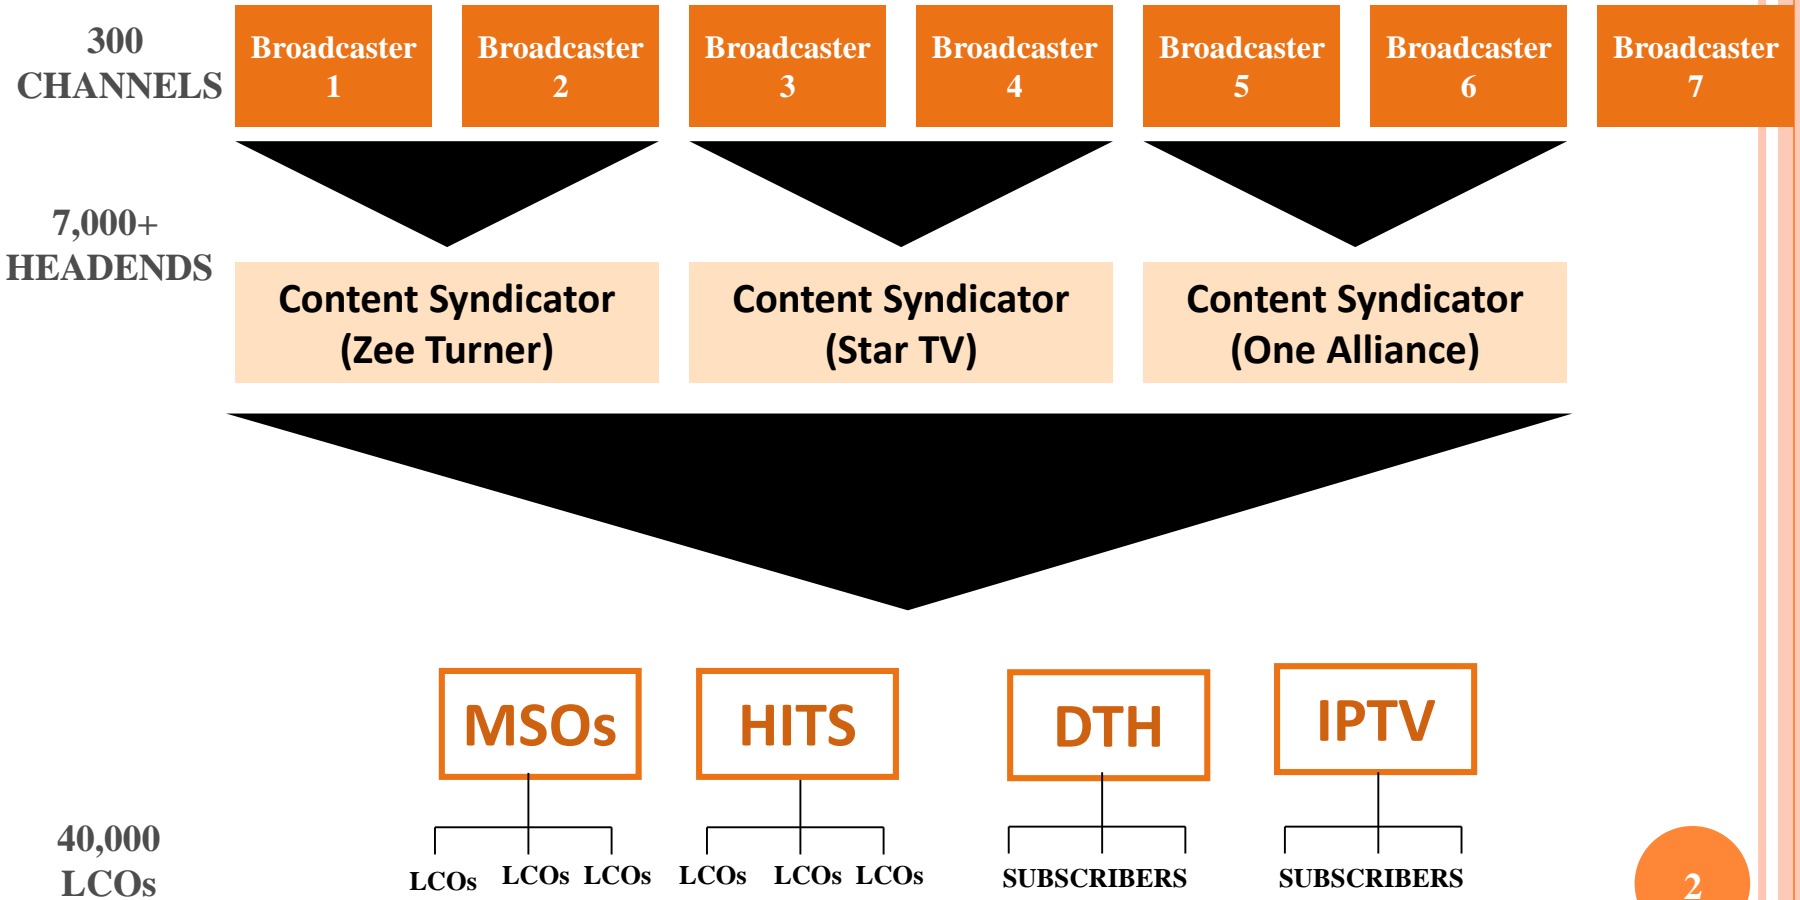 300
CHANNELS
Broadcaster
1
Broadcaster
2
Broadcaster
3
Broadcaster
4
Broadcaster
5
Broadcaster
6
Broadcaster
7
7,000+
HEADENDS
Content Syndicator
(Zee Turner)
Content Syndicator
(Star TV)
Content Syndicator
(One Alliance)
MSOs
HITS
DTH
IPTV
40,000
LCOs
LCOs
LCOs
LCOs
LCOs
LCOs
LCOs
SUBSCRIBERS
SUBSCRIBERS
2